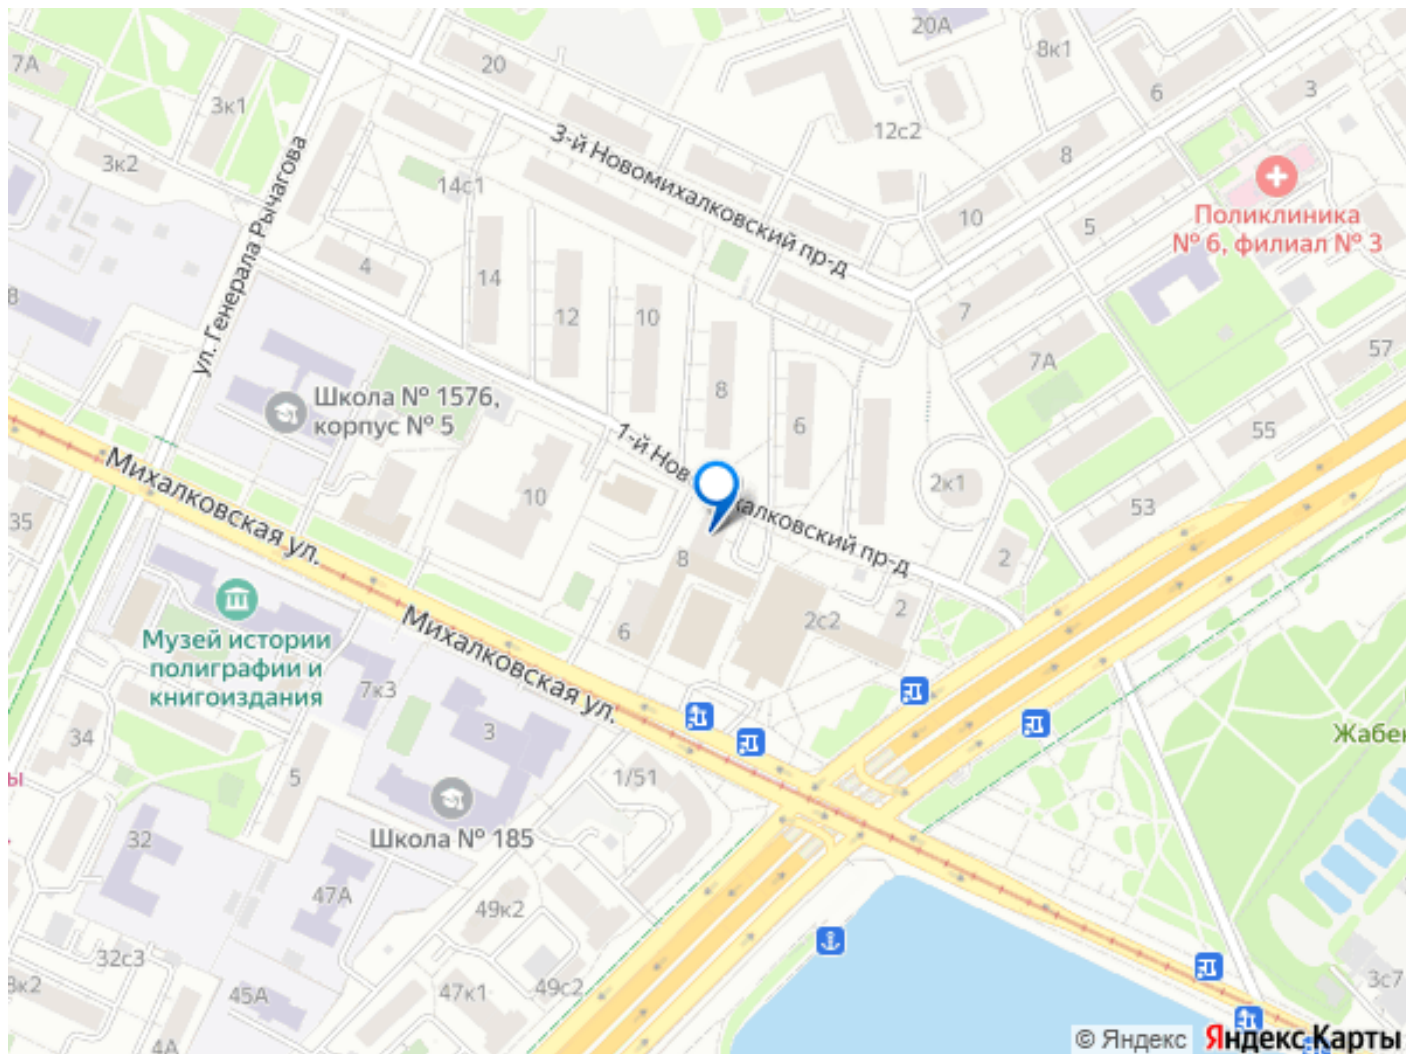 20А
7А
20
8к1
3к1
6
3
12с2
3-й Новомихалковский пр-д
3к2
8
14с1
ул. Генерала Рычагова
10
5
Поликлиника
№ 6, филиал № 3
4
14
8
12
10
7
57
7А
8
Школа № 1576,
корпус № 5
6
55
1-й Нов
халковский пр-д
Михалковская ул.
10
2к1
53
35
8
2
Музей истории
полиграфии и
книгоиздания
Михалковская ул.
6
2с2
2
7к3
34
3
Жабе
ы
5
1/51
32
Школа № 185
47А
49к2
32с3
45А
47к1
49с2
3с7
4А
© Яндекс
Яндекс Карты